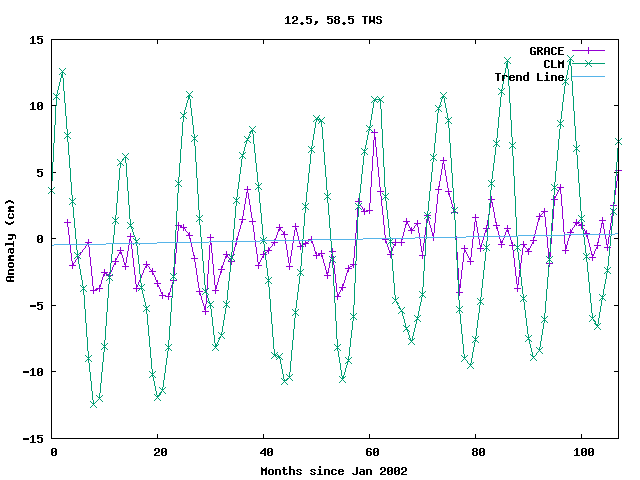 12.5, 58.5 TWS
15
GRACE
CLM
Trend Line
10
5
0
-5
-10
-15
Anomaly (cm)
0 20 40 60 80 100
Months since Jan 2002